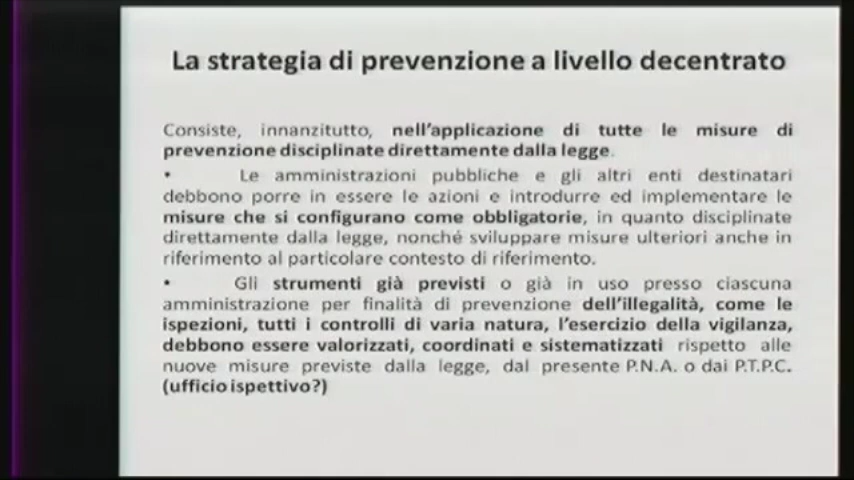 La strategia di prevenzione a livello decentrato
Consiste, innanzitutto, nell'applicazione di tutte le misure di
prevenzione disciplinate direttamente dalla legge.
• Le amministrazioni pubbliche e gli altri enti destinatari
debbono porre in essere le azioni e introdurre ed implementare le
misure che si configurano come obbligatorie, in quanto disciplinate
direttamente dalla legge, nonché sviluppare misure ulteriori anche in
riferimento al particolare contesto di riferimento.
• Gli strumenti già previsti o già in uso presso ciascuna
amministrazione per finalità di prevenzione dell'illegalità, come le
ispezioni, tutti i controlli di varia natura, l'esercizio della vigilanza,
debbono essere valorizzati, coordinati e sistematizzati rispetto alle
nuove misure previste dalla legge, dal presente P.N.A. o dai P.T.P.C.
(ufficio ispettivo?)